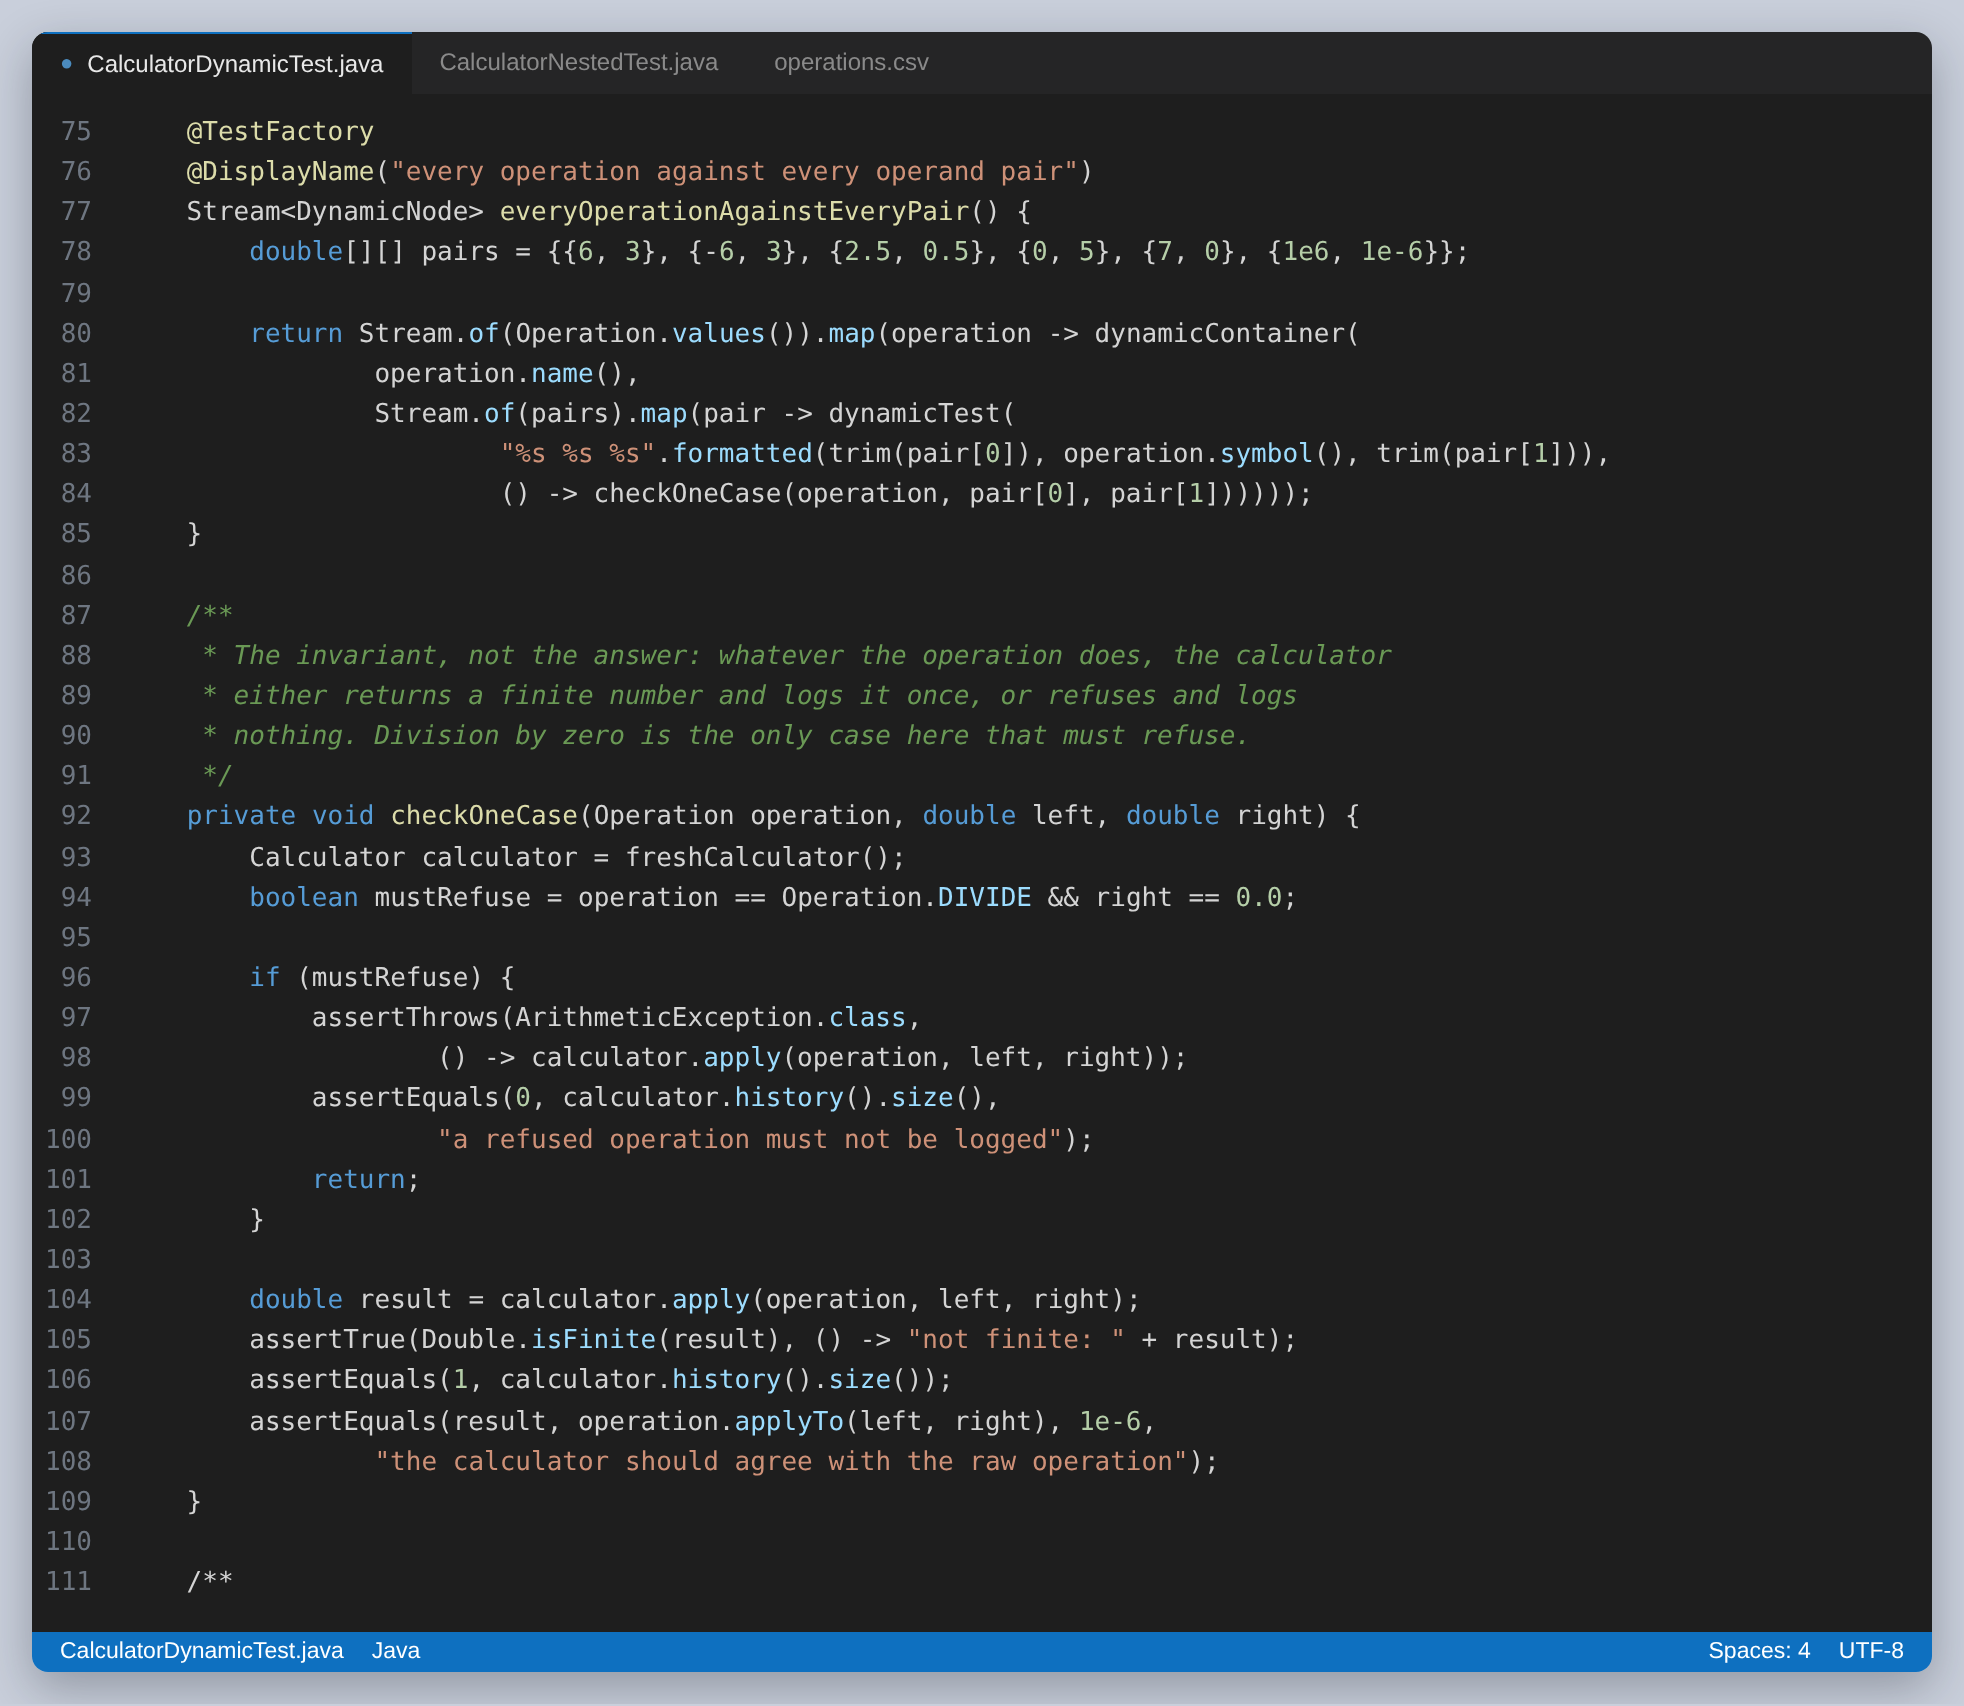 CalculatorDynamicTest.java CalculatorNestedTest.java operations.csv
75 @TestFactory
76 @DisplayName("every operation against every operand pair")
77 Stream<DynamicNode> everyOperationAgainstEveryPair() {
78 double[][] pairs = {{6, 3}, {-6, 3}, {2.5, 0.5}, {0, 5}, {7, 0}, {1e6, 1e-6}};
79
80 return Stream.of(Operation.values()).map(operation -> dynamicContainer(
81 operation.name(),
82 Stream.of(pairs).map(pair -> dynamicTest(
83 "%s %s %s".formatted(trim(pair[0]), operation.symbol(), trim(pair[1])),
84 () -> checkOneCase(operation, pair[0], pair[1])))));
85 }
86
87 /**
88 * The invariant, not the answer: whatever the operation does, the calculator
89 * either returns a finite number and logs it once, or refuses and logs
90 * nothing. Division by zero is the only case here that must refuse.
91 */
92 private void checkOneCase(Operation operation, double left, double right) {
93 Calculator calculator = freshCalculator();
94 boolean mustRefuse = operation == Operation.DIVIDE && right == 0.0;
95
96 if (mustRefuse) {
97 assertThrows(ArithmeticException.class,
98 () -> calculator.apply(operation, left, right));
99 assertEquals(0, calculator.history().size(),
100 "a refused operation must not be logged");
101 return;
102 }
103
104 double result = calculator.apply(operation, left, right);
105 assertTrue(Double.isFinite(result), () -> "not finite: " + result);
106 assertEquals(1, calculator.history().size());
107 assertEquals(result, operation.applyTo(left, right), 1e-6,
108 "the calculator should agree with the raw operation");
109 }
110
111 /**
CalculatorDynamicTest.java Java Spaces: 4 UTF-8